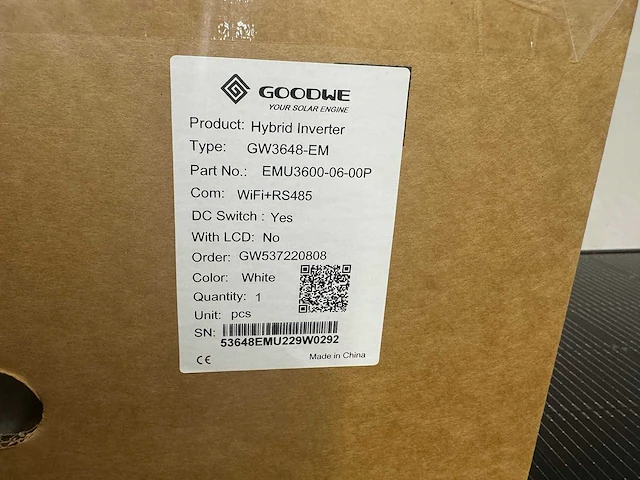 GOODWE
YOUR SOLAR ENGINE
Product: Hybrid Inverter
Type: GW3648-EM
Part No.: EMU3600-06-00P
Com: WiFi+RS485
DC Switch : Yes
With LCD: No
Order: GW537220808
Color: White
Quantity: 1
Unit: pcs
SN:
53648EMU229W0292
CE Made in China